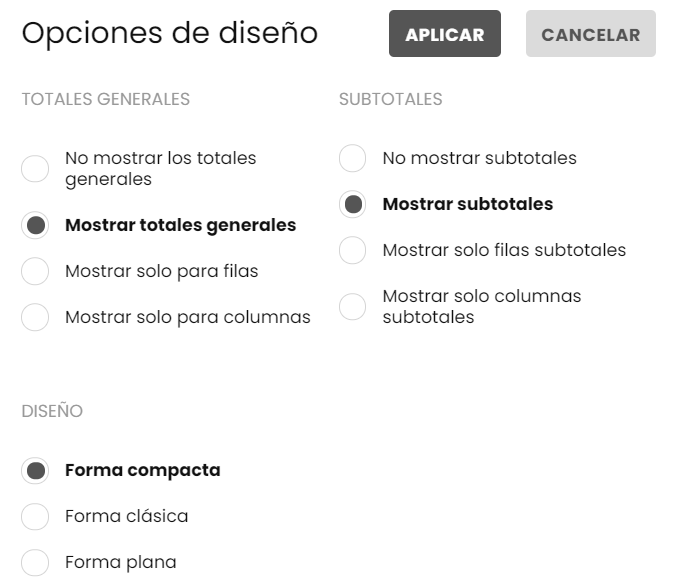 Opciones de diseño
APLICAR
CANCELAR
TOTALES GENERALES
No mostrar los totales
generales
Mostrar totales generales
Mostrar solo para filas
Mostrar solo para columnas
SUBTOTALES
No mostrar subtotales
Mostrar subtotales
Mostrar solo filas subtotales
Mostrar solo columnas
subtotales
DISEÑO
Forma compacta
Forma clásica
Forma plana